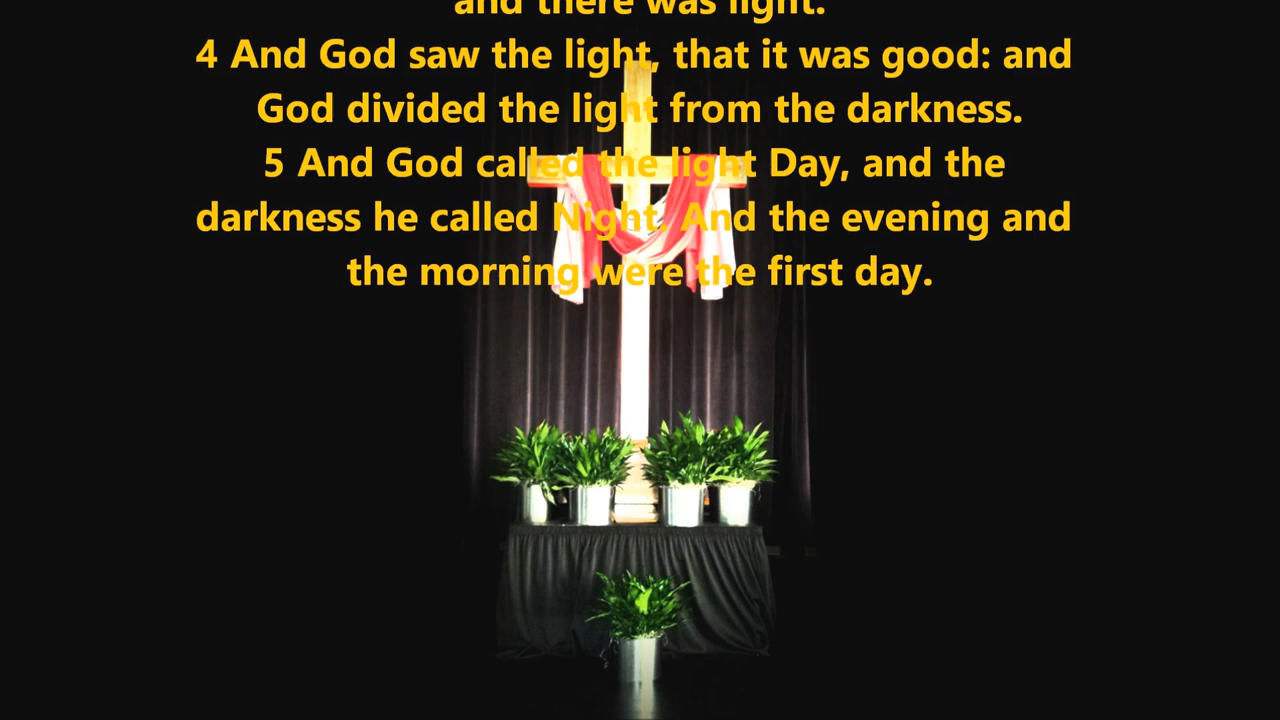 and there was light.
4 And God saw the light, that it was good: and
God divided the light from the darkness.
5 And God called the light Day, and the
darkness he called Night. And the evening and
the morning were the first day.